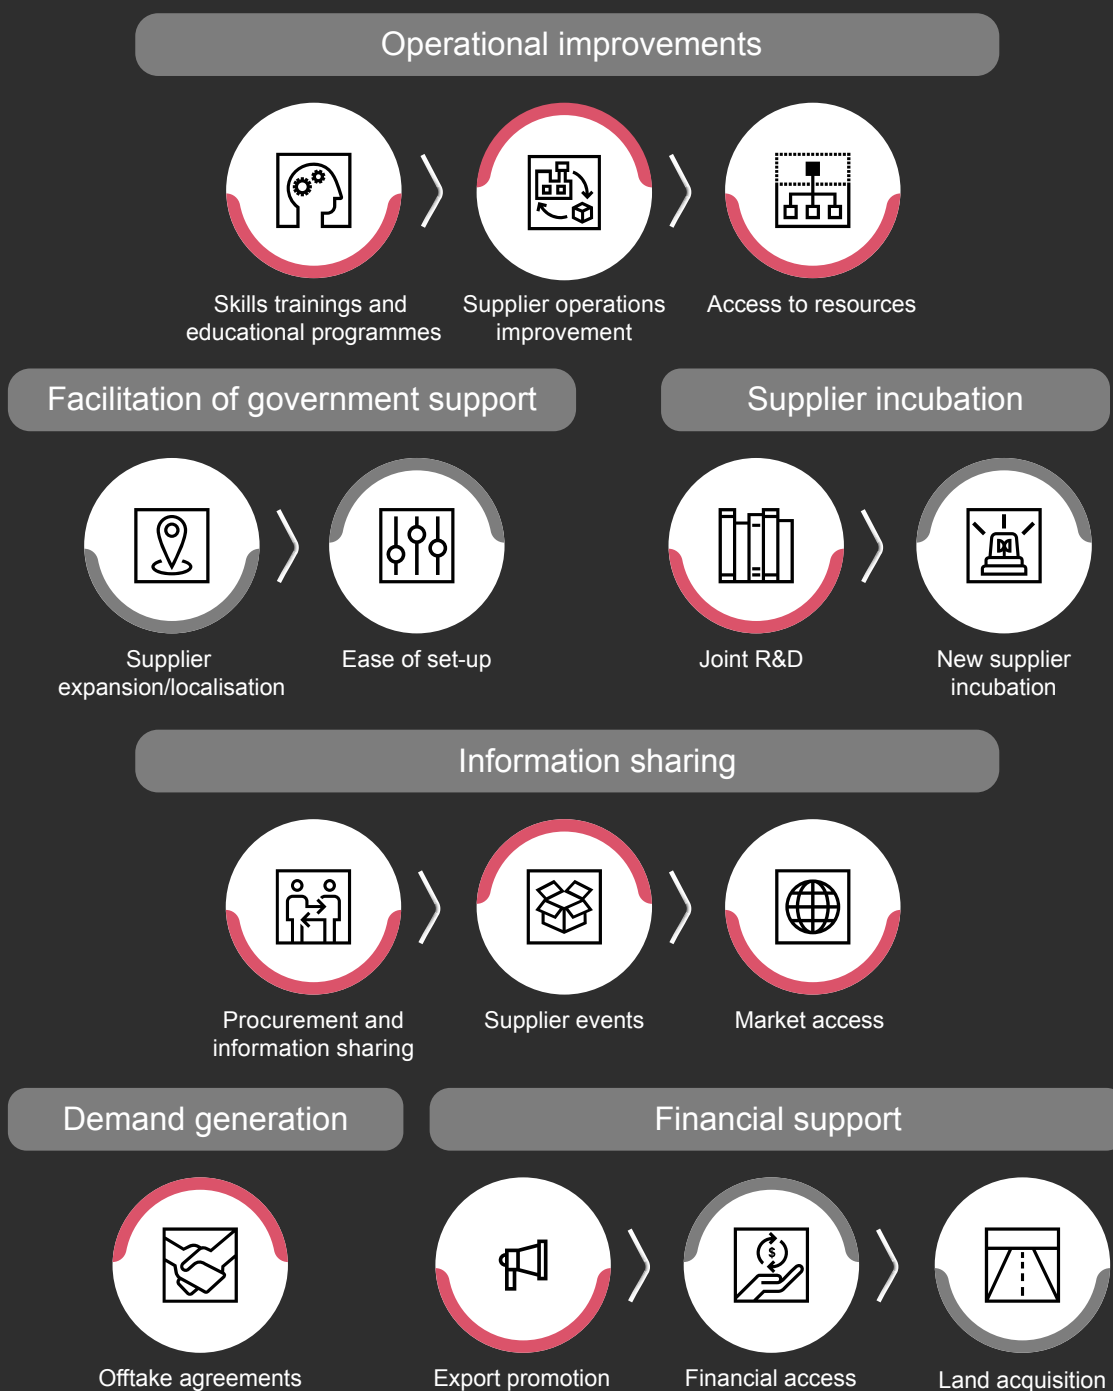 Operational improvements
Skills trainings and
educational programmes
Supplier operations
improvement
Access to resources
Facilitation of government support
Supplier incubation
Supplier
expansion/localisation
Ease of set-up
Joint R&D
New supplier
incubation
Information sharing
Procurement and
information sharing
Supplier events
Market access
Demand generation
Financial support
$
Offtake agreements
Export promotion
Financial access
Land acquisition